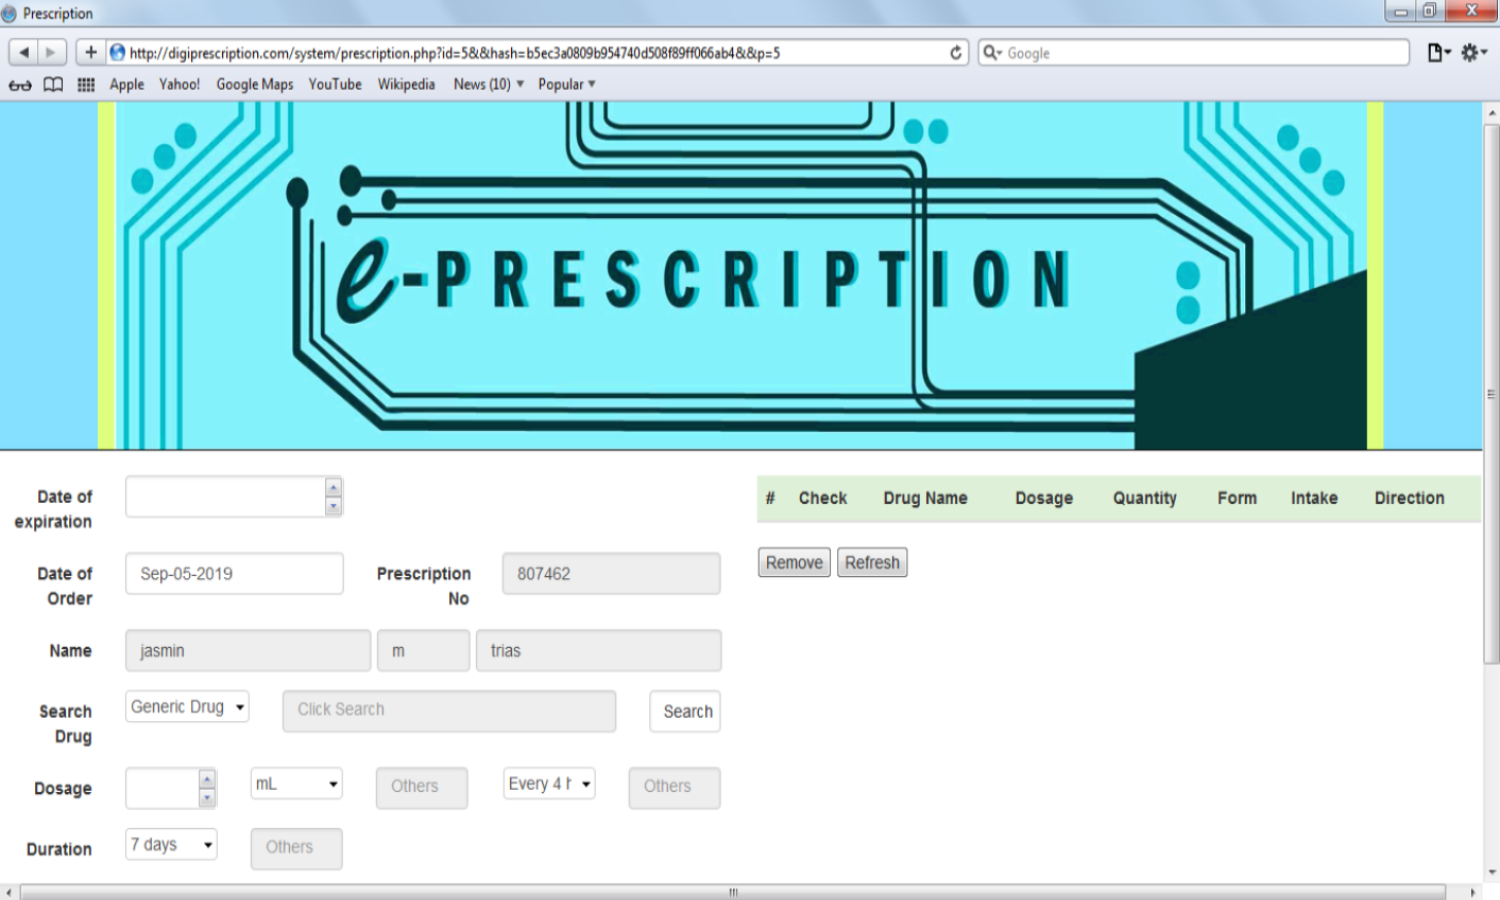 Prescription
http://digiprescription.com/system/prescription.php?id=5&&hash=b5ec3a0809b954740d508f89ff066ab4&&p=5
Google
Apple Yahoo! Google Maps YouTube Wikipedia News (10) Popular
e-PRESCRIPTION
Date of
expiration
Date of
Order
Sep-05-2019
Prescription
No
807462
Name
jasmin
m
trias
Search
Drug
Generic Drug
Click Search
Search
Dosage
mL
Others
Every 4 h
Others
Duration
7 days
Others
# Check Drug Name Dosage Quantity Form Intake Direction
Remove Refresh